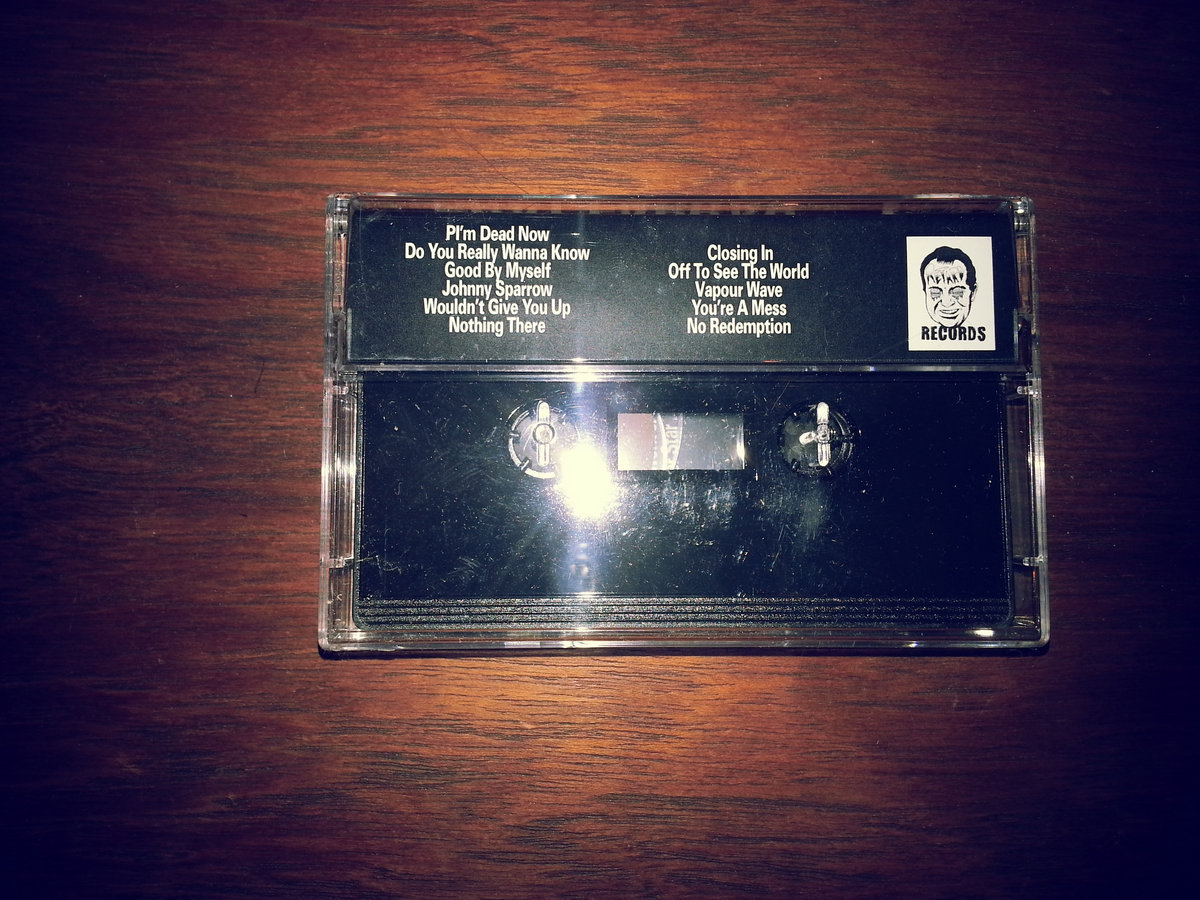 PI'm Dead Now
Do You Really Wanna Know
Good By Myself
Johnny Sparrow
Wouldn't Give You Up
Nothing There
Closing In
Off To See The World
Vapour Wave
You're A Mess
No Redemption
RECORDS